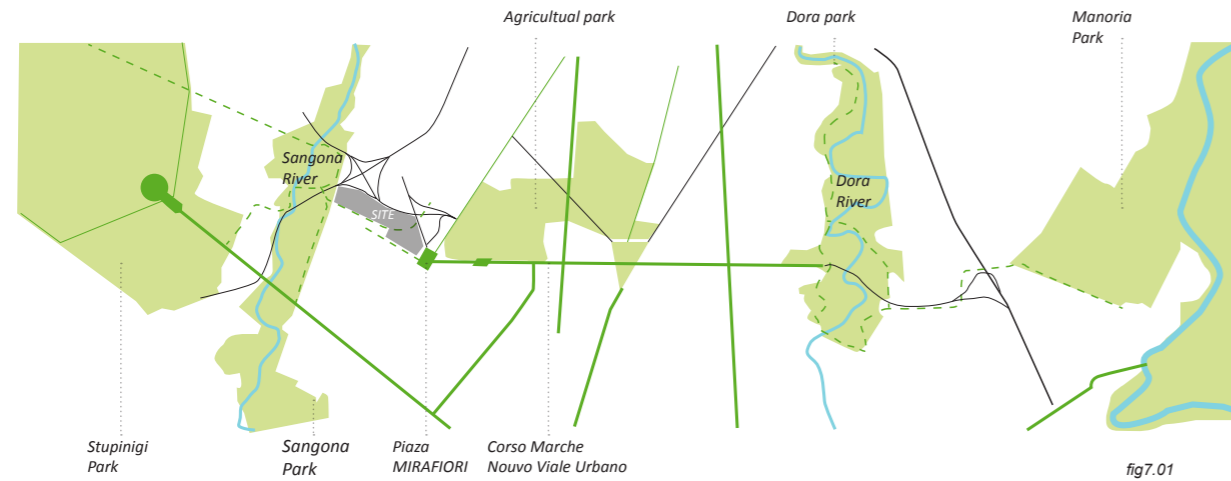 Agricultual park
Dora park
Manoria
Park
Sangona
River
SITE
Dora
River
Stupinigi
Park
Sangona
Park
Piaza
MIRAFIORI
Corso Marche
Nouvo Viale Urbano
fig7.01